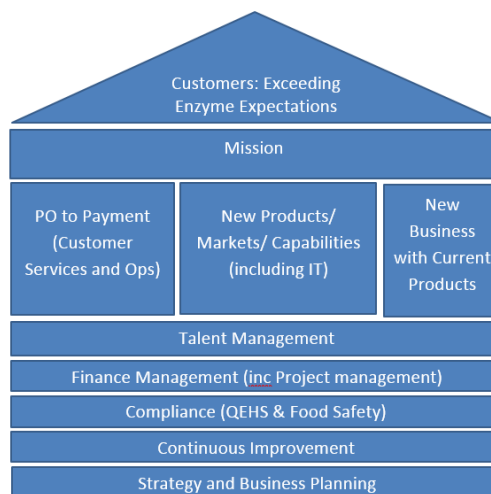 Customers: Exceeding
Enzyme Expectations
Mission
PO to Payment
(Customer
Services and Ops)
New Products/
Markets/ Capabilities
(including IT)
New
Business
with Current
Products
Talent Management
Finance Management (inc Project management)
Compliance (QEHS & Food Safety)
Continuous Improvement
Strategy and Business Planning